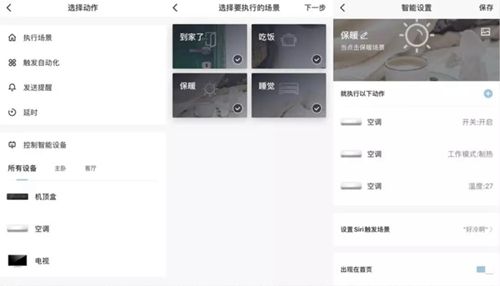 选择动作
执行场景
触发自动化
发送提醒
延时
控制智能设备
所有设备 主卧 客厅
机顶盒
空调
电视
选择要执行的场景 下一步
到家了 吃饭
保暖 睡觉
智能设置 保存
保暖
当点击保暖场景
就执行以下动作
空调 开关:开启
空调 工作模式:制热
空调 温度:27
设置Siri触发场景 "好冷啊"
出现在首页